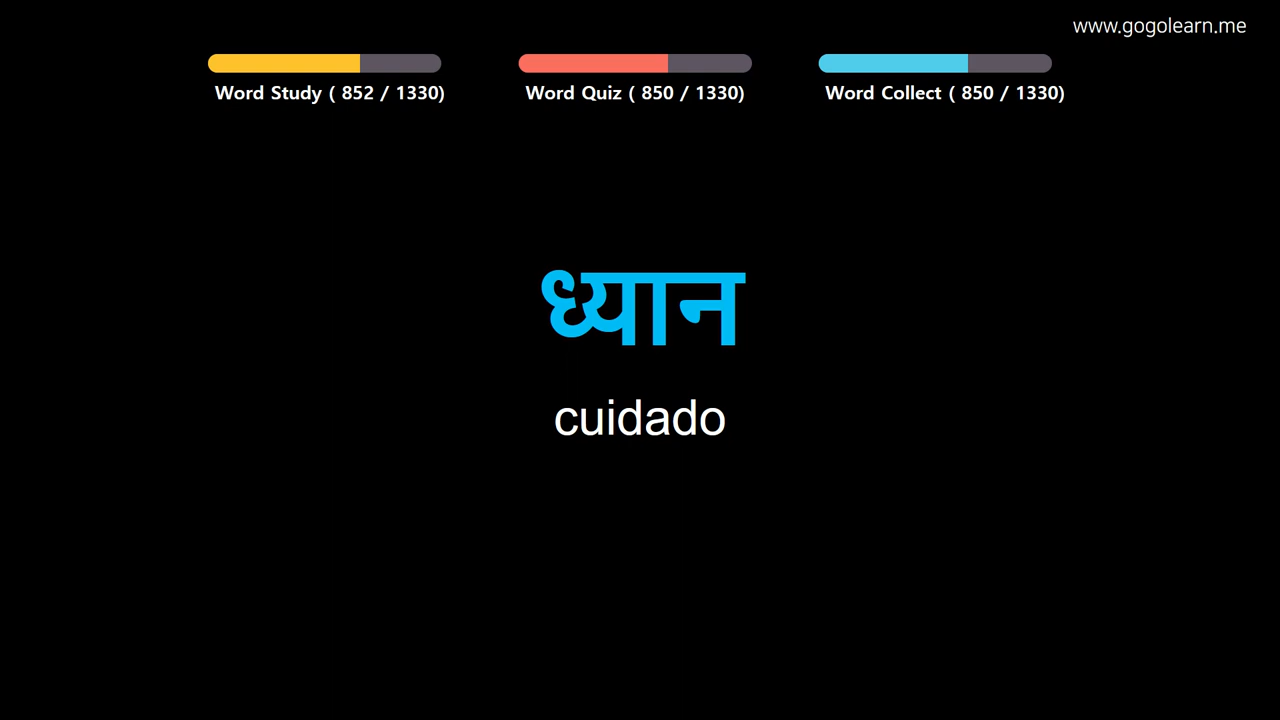 www.gogolearn.me
Word Study ( 852 / 1330)
Word Quiz ( 850 / 1330)
Word Collect ( 850 / 1330)
ध्यान
cuidado